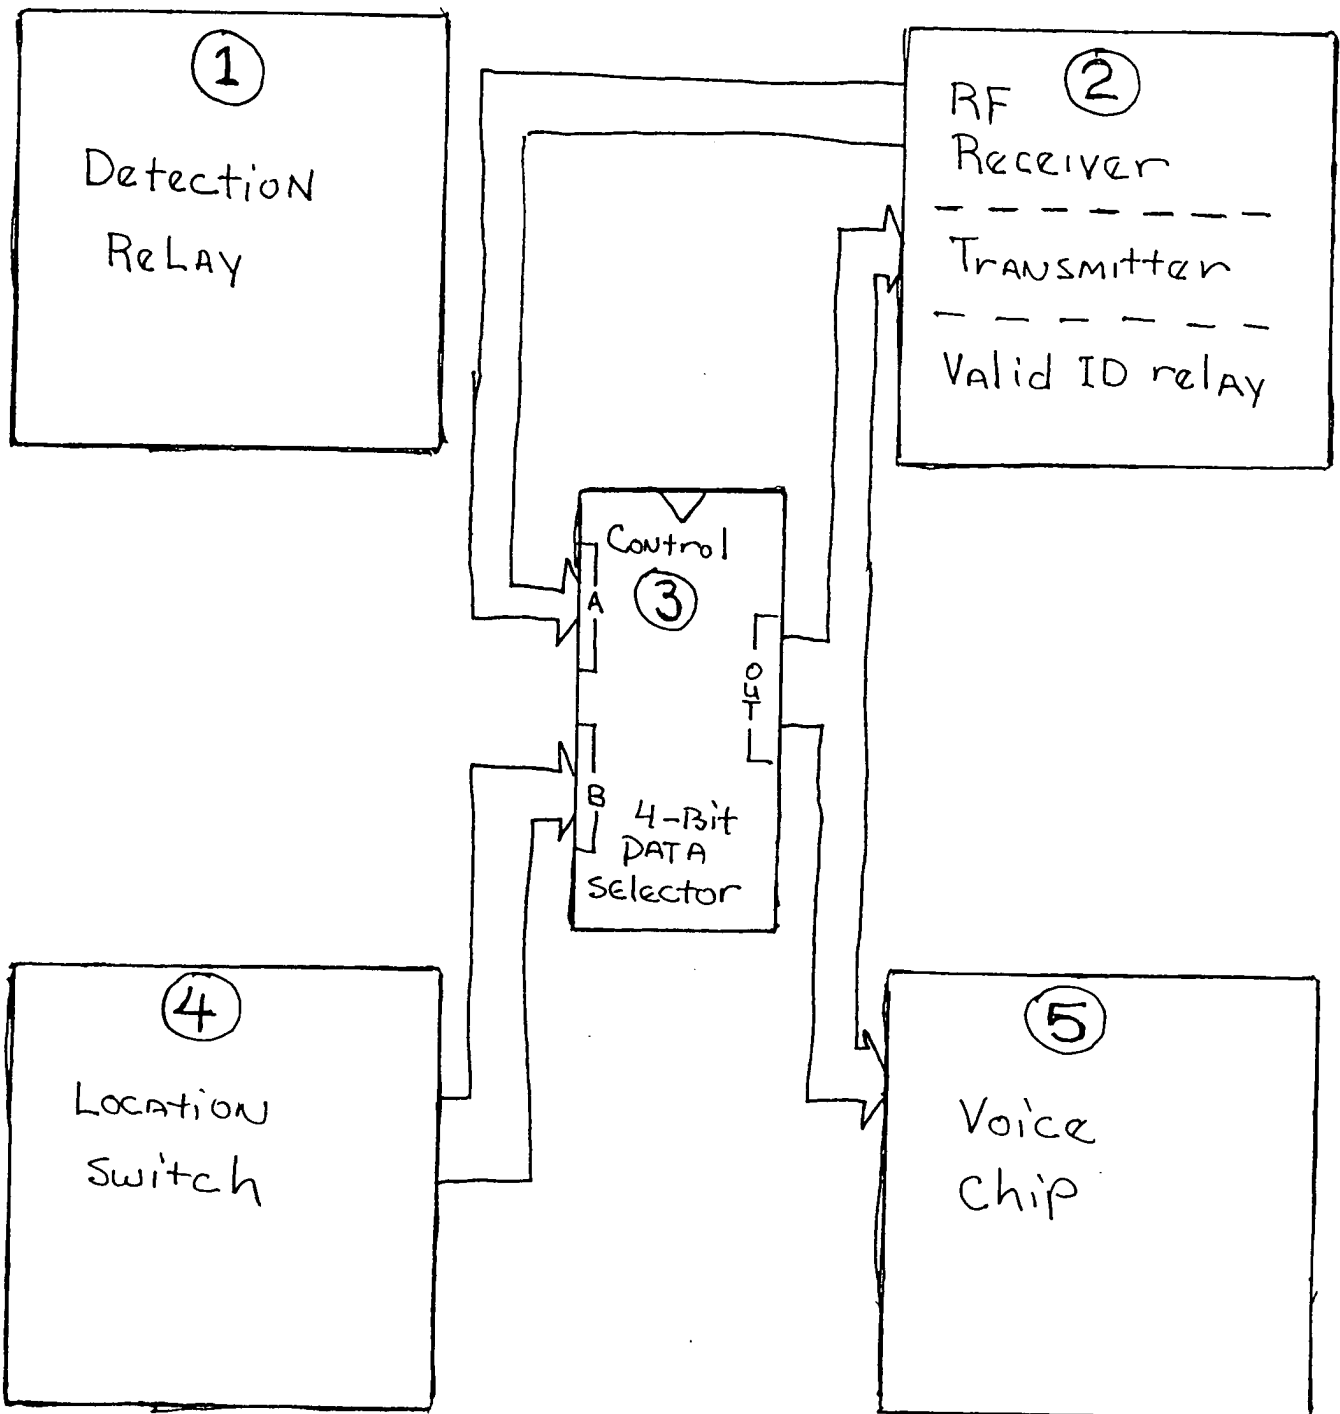 1
Detection
Relay
2
RF
Receiver
Transmitter
Valid ID relay
Control
3
A
OUT
B
4-Bit
DATA
Selector
4
Location
Switch
5
Voice
Chip